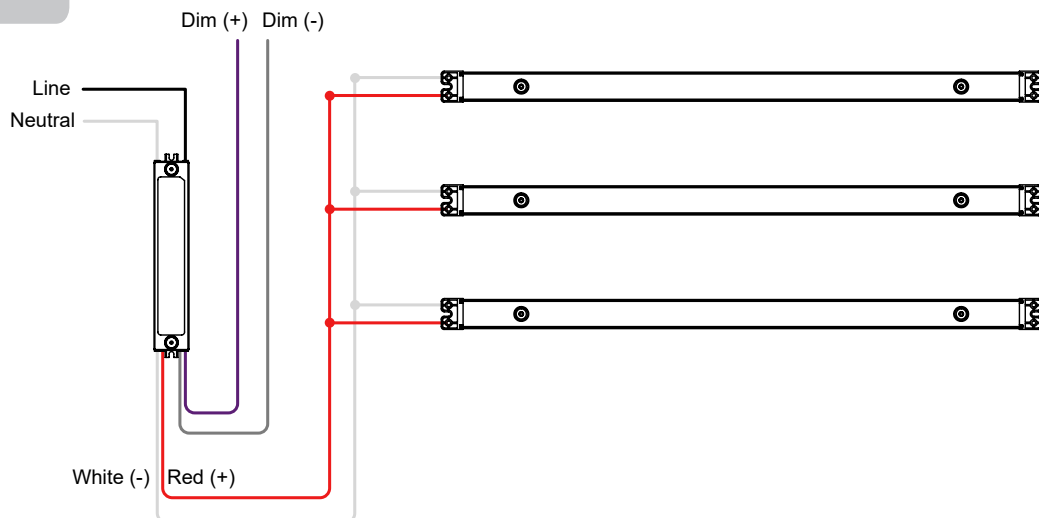 Dim (+) Dim (-)
Line
Neutral
White (-) Red (+)